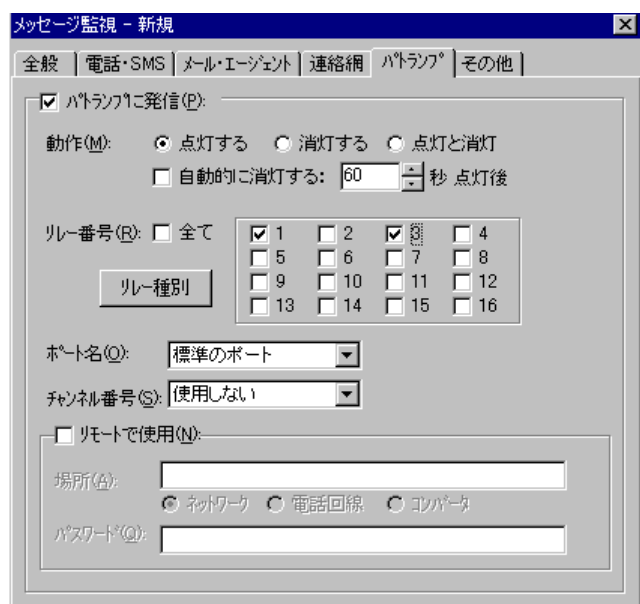 メッセージ監視 - 新規
全般 電話・SMS メール・エージェント 連絡網 パトランプ その他
パトランプに発信(P):
動作(M): 点灯する 消灯する 点灯と消灯
自動的に消灯する: 60 秒 点灯後
リレー番号(R): 全て 1 2 3 4
5 6 7 8
リレー種別 9 10 11 12
13 14 15 16
ポート名(O): 標準のポート
チャンネル番号(S): 使用しない
リモートで使用(N):
場所(A):
ネットワーク 電話回線 コンバータ
パスワード(Q):